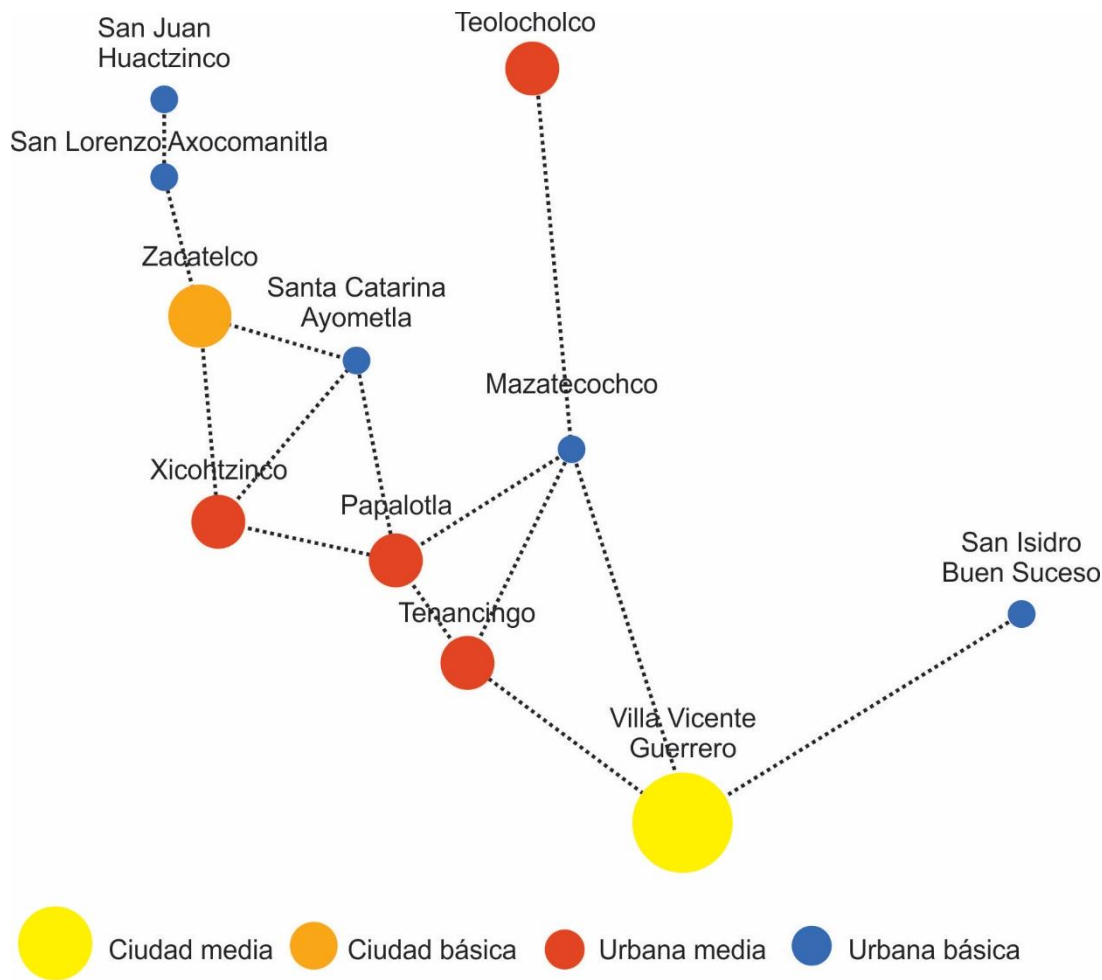 San Juan
Huactzinco
Teolocholco
San Lorenzo Axocomanitla
Zacatelco
Santa Catarina
Ayometla
Mazatecochco
Xicohtzinco
Papalotla
San Isidro
Buen Suceso
Tenancingo
Villa Vicente
Guerrero
Ciudad media
Ciudad básica
Urbana media
Urbana básica